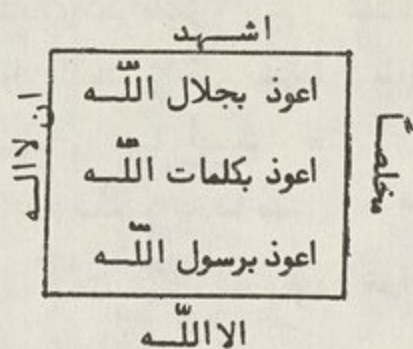 اشهد
ان لا اله
اعوذ بجلال اللّٰه
اعوذ بكلمات اللّٰه
اعوذ برسول اللّٰه
مخلصاً
الا اللّٰه